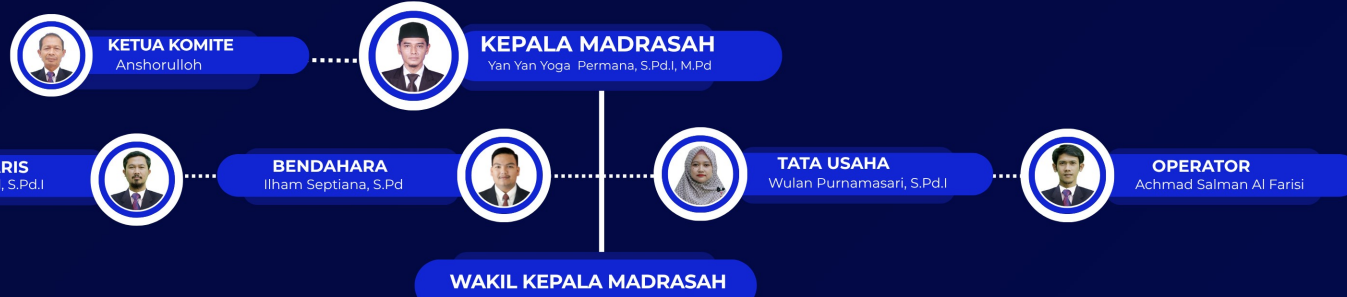 KETUA KOMITE
Anshorulloh
KEPALA MADRASAH
Yan Yan Yoga Permana, S.Pd.I, M.Pd
S.Pd.I
BENDAHARA
Ilham Septiana, S.Pd
TATA USAHA
Wulan Purnamasari, S.Pd.I
OPERATOR
Achmad Salman Al Farisi
WAKIL KEPALA MADRASAH